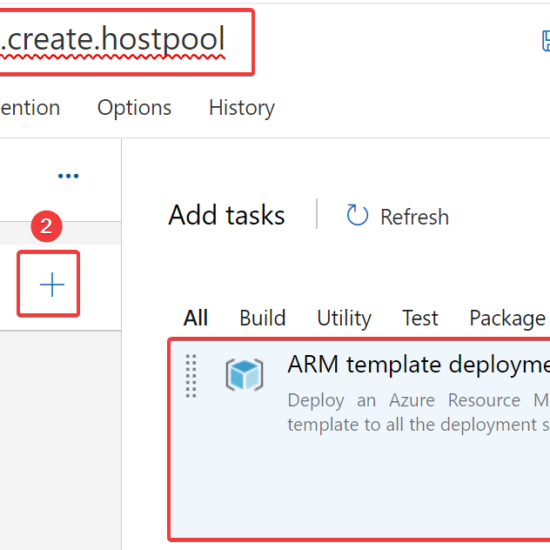 .create.hostpool
ention Options History
...
2
+
Add tasks Refresh
All Build Utility Test Package
ARM template deployme
Deploy an Azure Resource M
template to all the deployment s